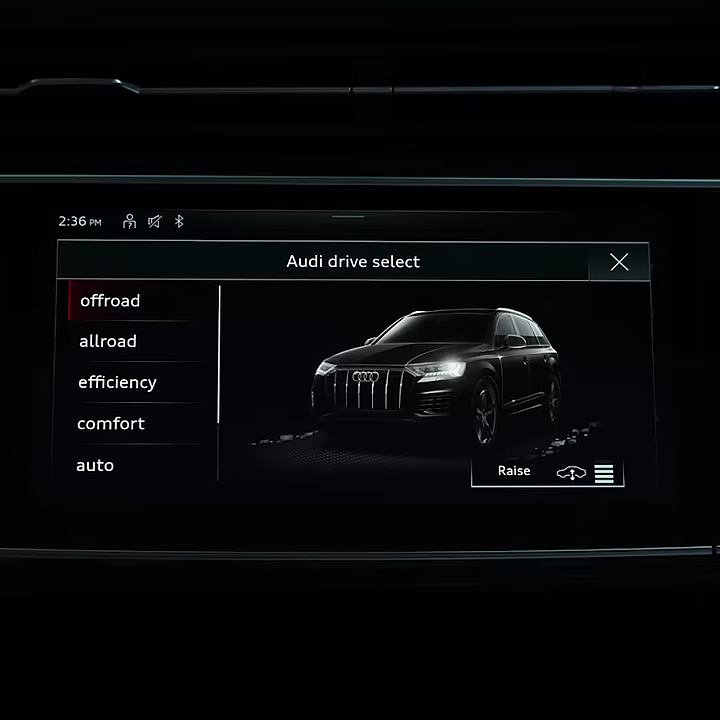 2:36 PM
Audi drive select
offroad
allroad
efficiency
comfort
auto
Raise